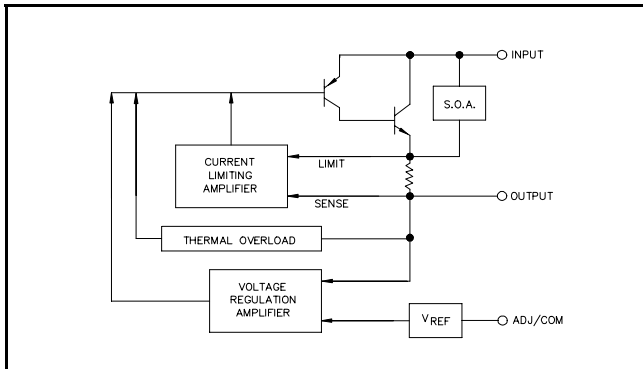 INPUT
S.O.A.
CURRENT
LIMITING
AMPLIFIER
LIMIT
SENSE
OUTPUT
THERMAL OVERLOAD
VOLTAGE
REGULATION
AMPLIFIER
VREF
ADJ/COM